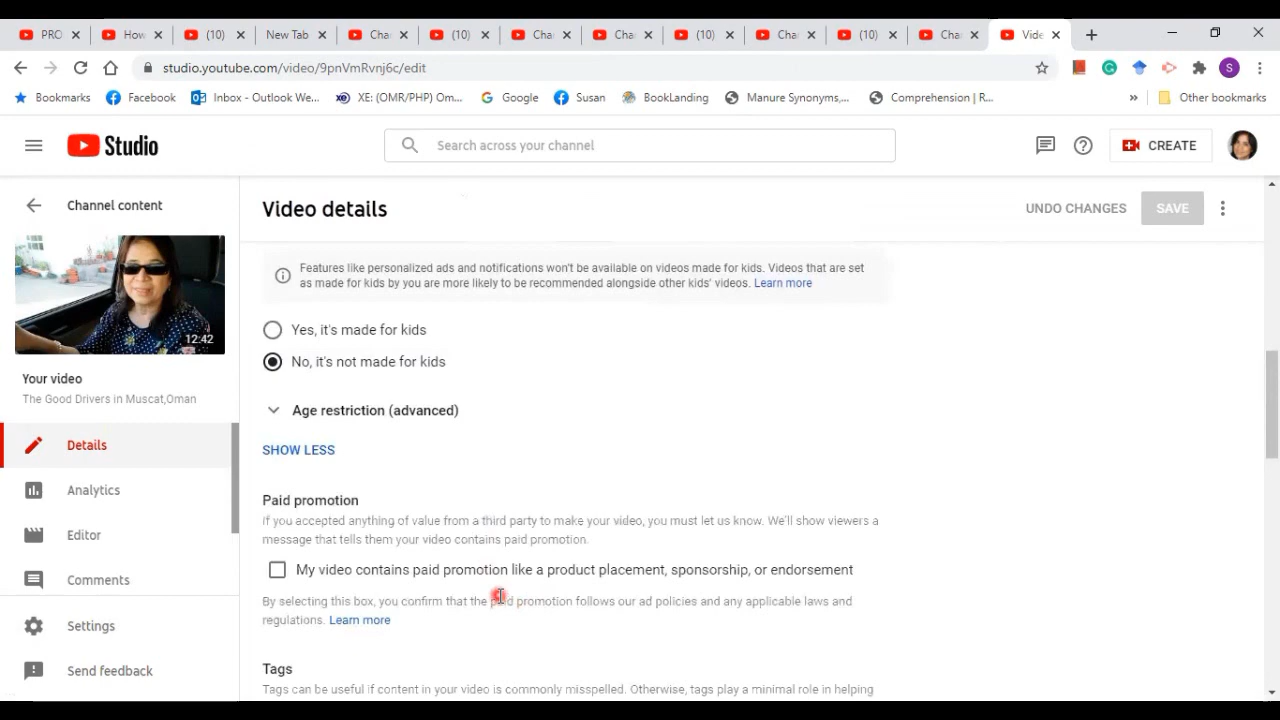 PRO
How
(10)
New Tab
Cha
(10)
Cha
Cha
(10)
Cha
(10)
Cha
Vide
studio.youtube.com/video/9pnVmRvnj6c/edit
Bookmarks
Facebook
Inbox - Outlook We...
XE: (OMR/PHP) Om...
Google
Susan
BookLanding
Manure Synonyms,...
Comprehension | R...
»
Other bookmarks
Studio
Search across your channel
CREATE
S
Channel content
Video details
UNDO CHANGES
SAVE
12:42
Your video
The Good Drivers in Muscat,Oman
Details
Analytics
Editor
Comments
Settings
Send feedback
Features like personalized ads and notifications won't be available on videos made for kids. Videos that are set
as made for kids by you are more likely to be recommended alongside other kids' videos. Learn more
Yes, it's made for kids
No, it's not made for kids
Age restriction (advanced)
SHOW LESS
Paid promotion
If you accepted anything of value from a third party to make your video, you must let us know. We'll show viewers a
message that tells them your video contains paid promotion.
My video contains paid promotion like a product placement, sponsorship, or endorsement
By selecting this box, you confirm that the paid promotion follows our ad policies and any applicable laws and
regulations. Learn more
Tags
Tags can be useful if content in your video is commonly misspelled. Otherwise, tags play a minimal role in helping